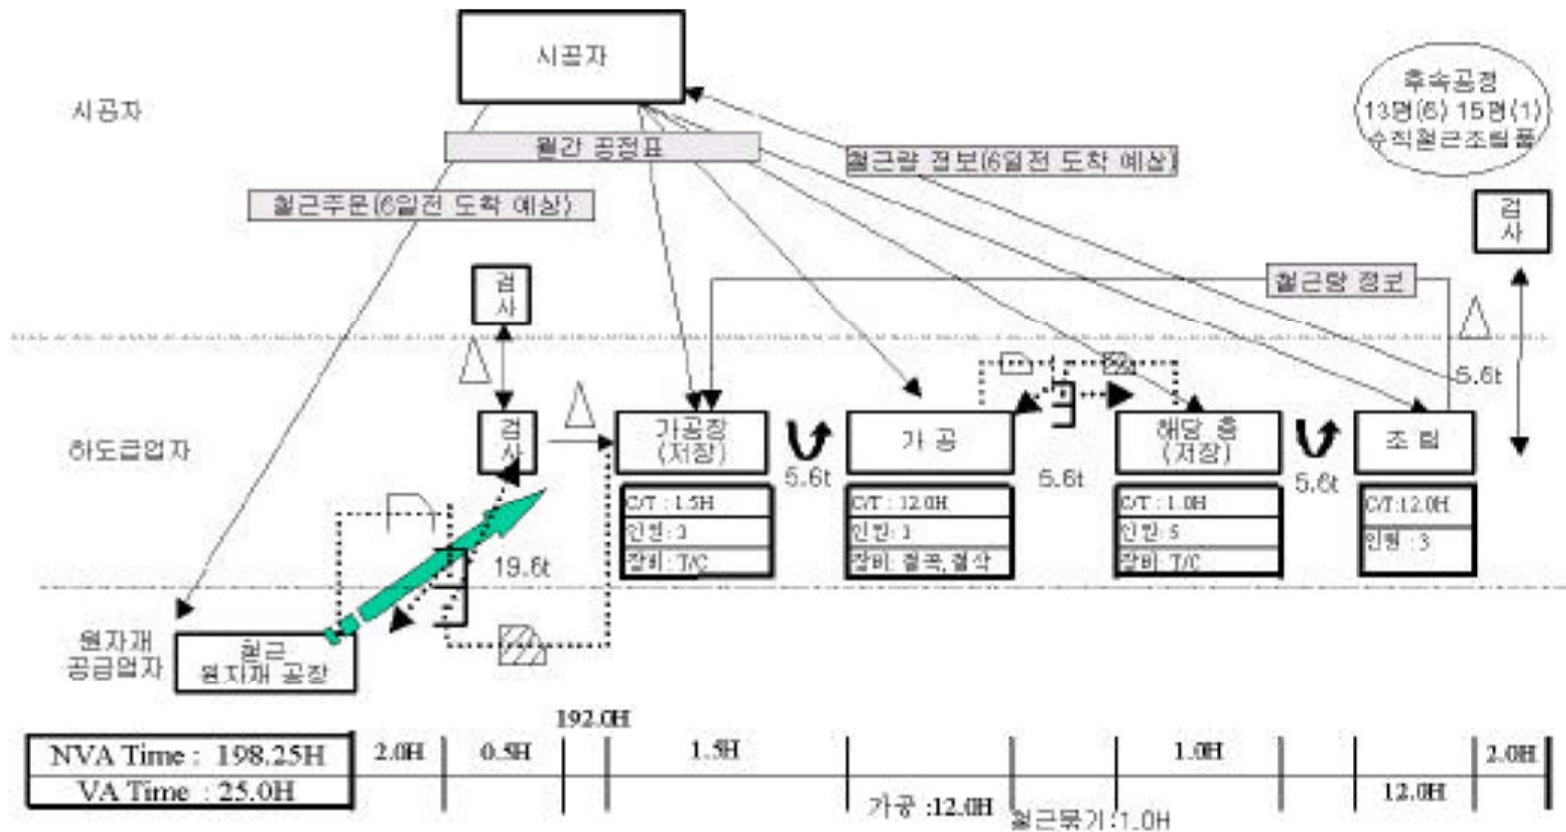 시공자
시공자
후속공정
13명(6) 15명(1)
수직철근조립품
월간 공정표
철근량 정보(6일전 도착 예상)
철근주문(6일전 도착 예상)
검
사
검
사
철근량 정보
5.6t
하도급업자
검
사
가공장
(저장)
5.6t
가 공
5.6t
해당 층
(저장)
5.6t
조 립
C/T : 1.5H
인원: 3
장비: T/C
C/T : 12.0H
인원: 3
장비: 철곡, 철삭
C/T : 1.0H
인원: 5
장비: T/C
C/T:12.0H
인원 : 3
19.6t
원자재
공급업자
철근
원자재 공장
192.0H
NVA Time : 198.25H
2.0H
0.5H
1.5H
1.0H
2.0H
VA Time : 25.0H
가공 :12.0H
철근묶기:1.0H
12.0H